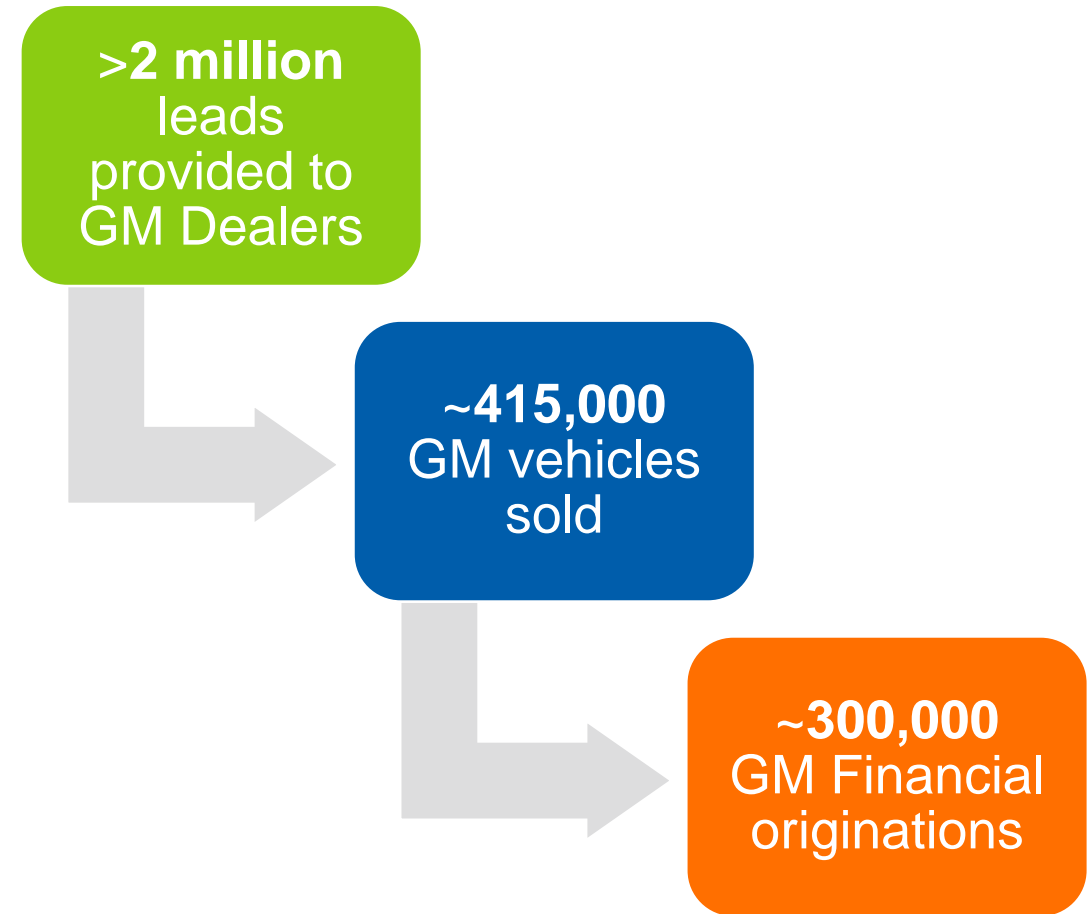 >2 million
leads
provided to
GM Dealers
~415,000
GM vehicles
sold
~300,000
GM Financial
originations